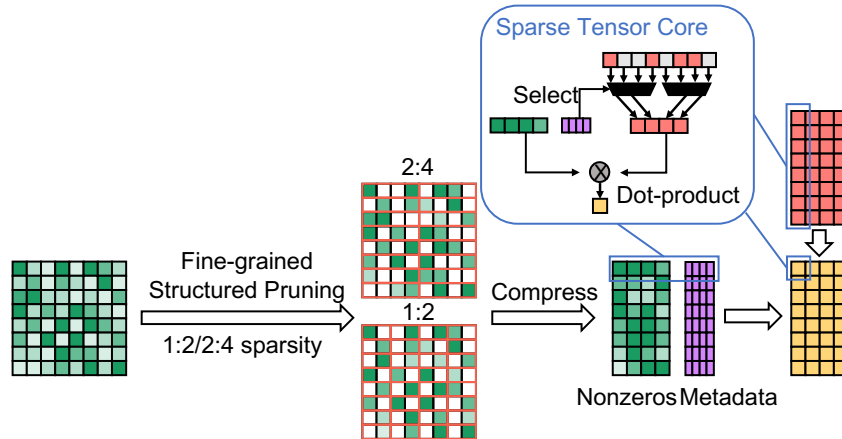 Sparse Tensor Core
Select
Dot-product
2:4
Fine-grained
Structured Pruning
1:2/2:4 sparsity
1:2
Compress
Nonzeros Metadata